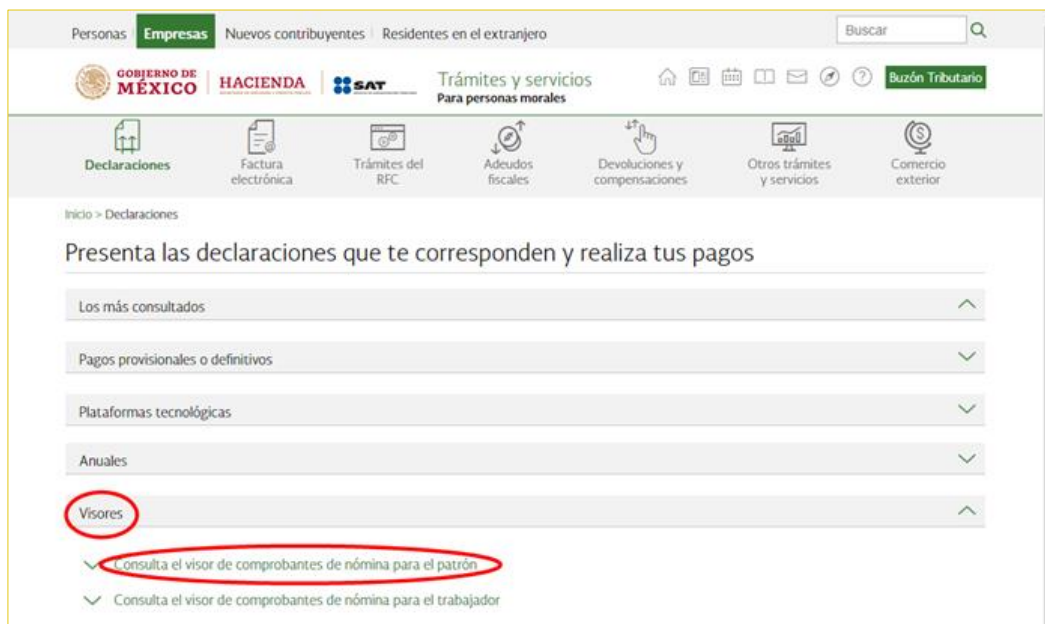 Personas Empresas Nuevos contribuyentes Residentes en el extranjero Buscar
GOBIERNO DE MÉXICO HACIENDA SAT Trámites y servicios Buzón Tributario
Para personas morales
Declaraciones Factura electrónica Trámites del RFC Adeudos fiscales Devoluciones y compensaciones Otros trámites y servicios Comercio exterior
Inicio > Declaraciones
Presenta las declaraciones que te corresponden y realiza tus pagos
Los más consultados
Pagos provisionales o definitivos
Plataformas tecnológicas
Anuales
Visores
Consulta el visor de comprobantes de nómina para el patrón
Consulta el visor de comprobantes de nómina para el trabajador